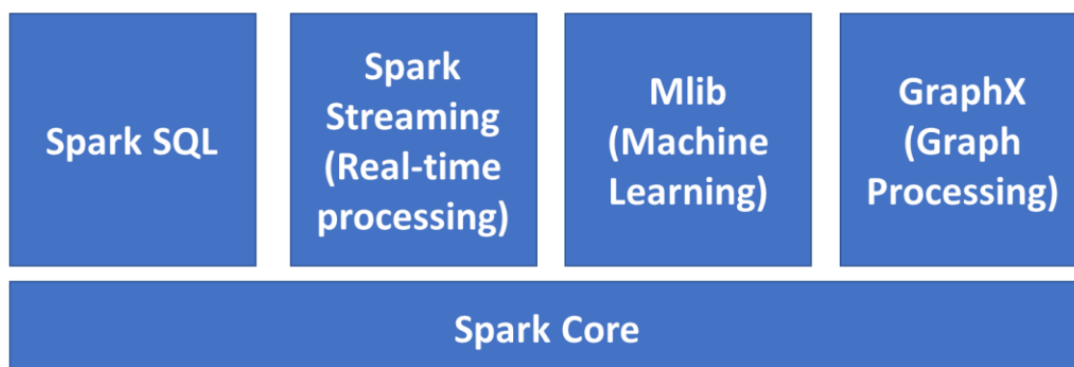 Spark SQL
Spark
Streaming
(Real-time
processing)
Mlib
(Machine
Learning)
GraphX
(Graph
Processing)
Spark Core